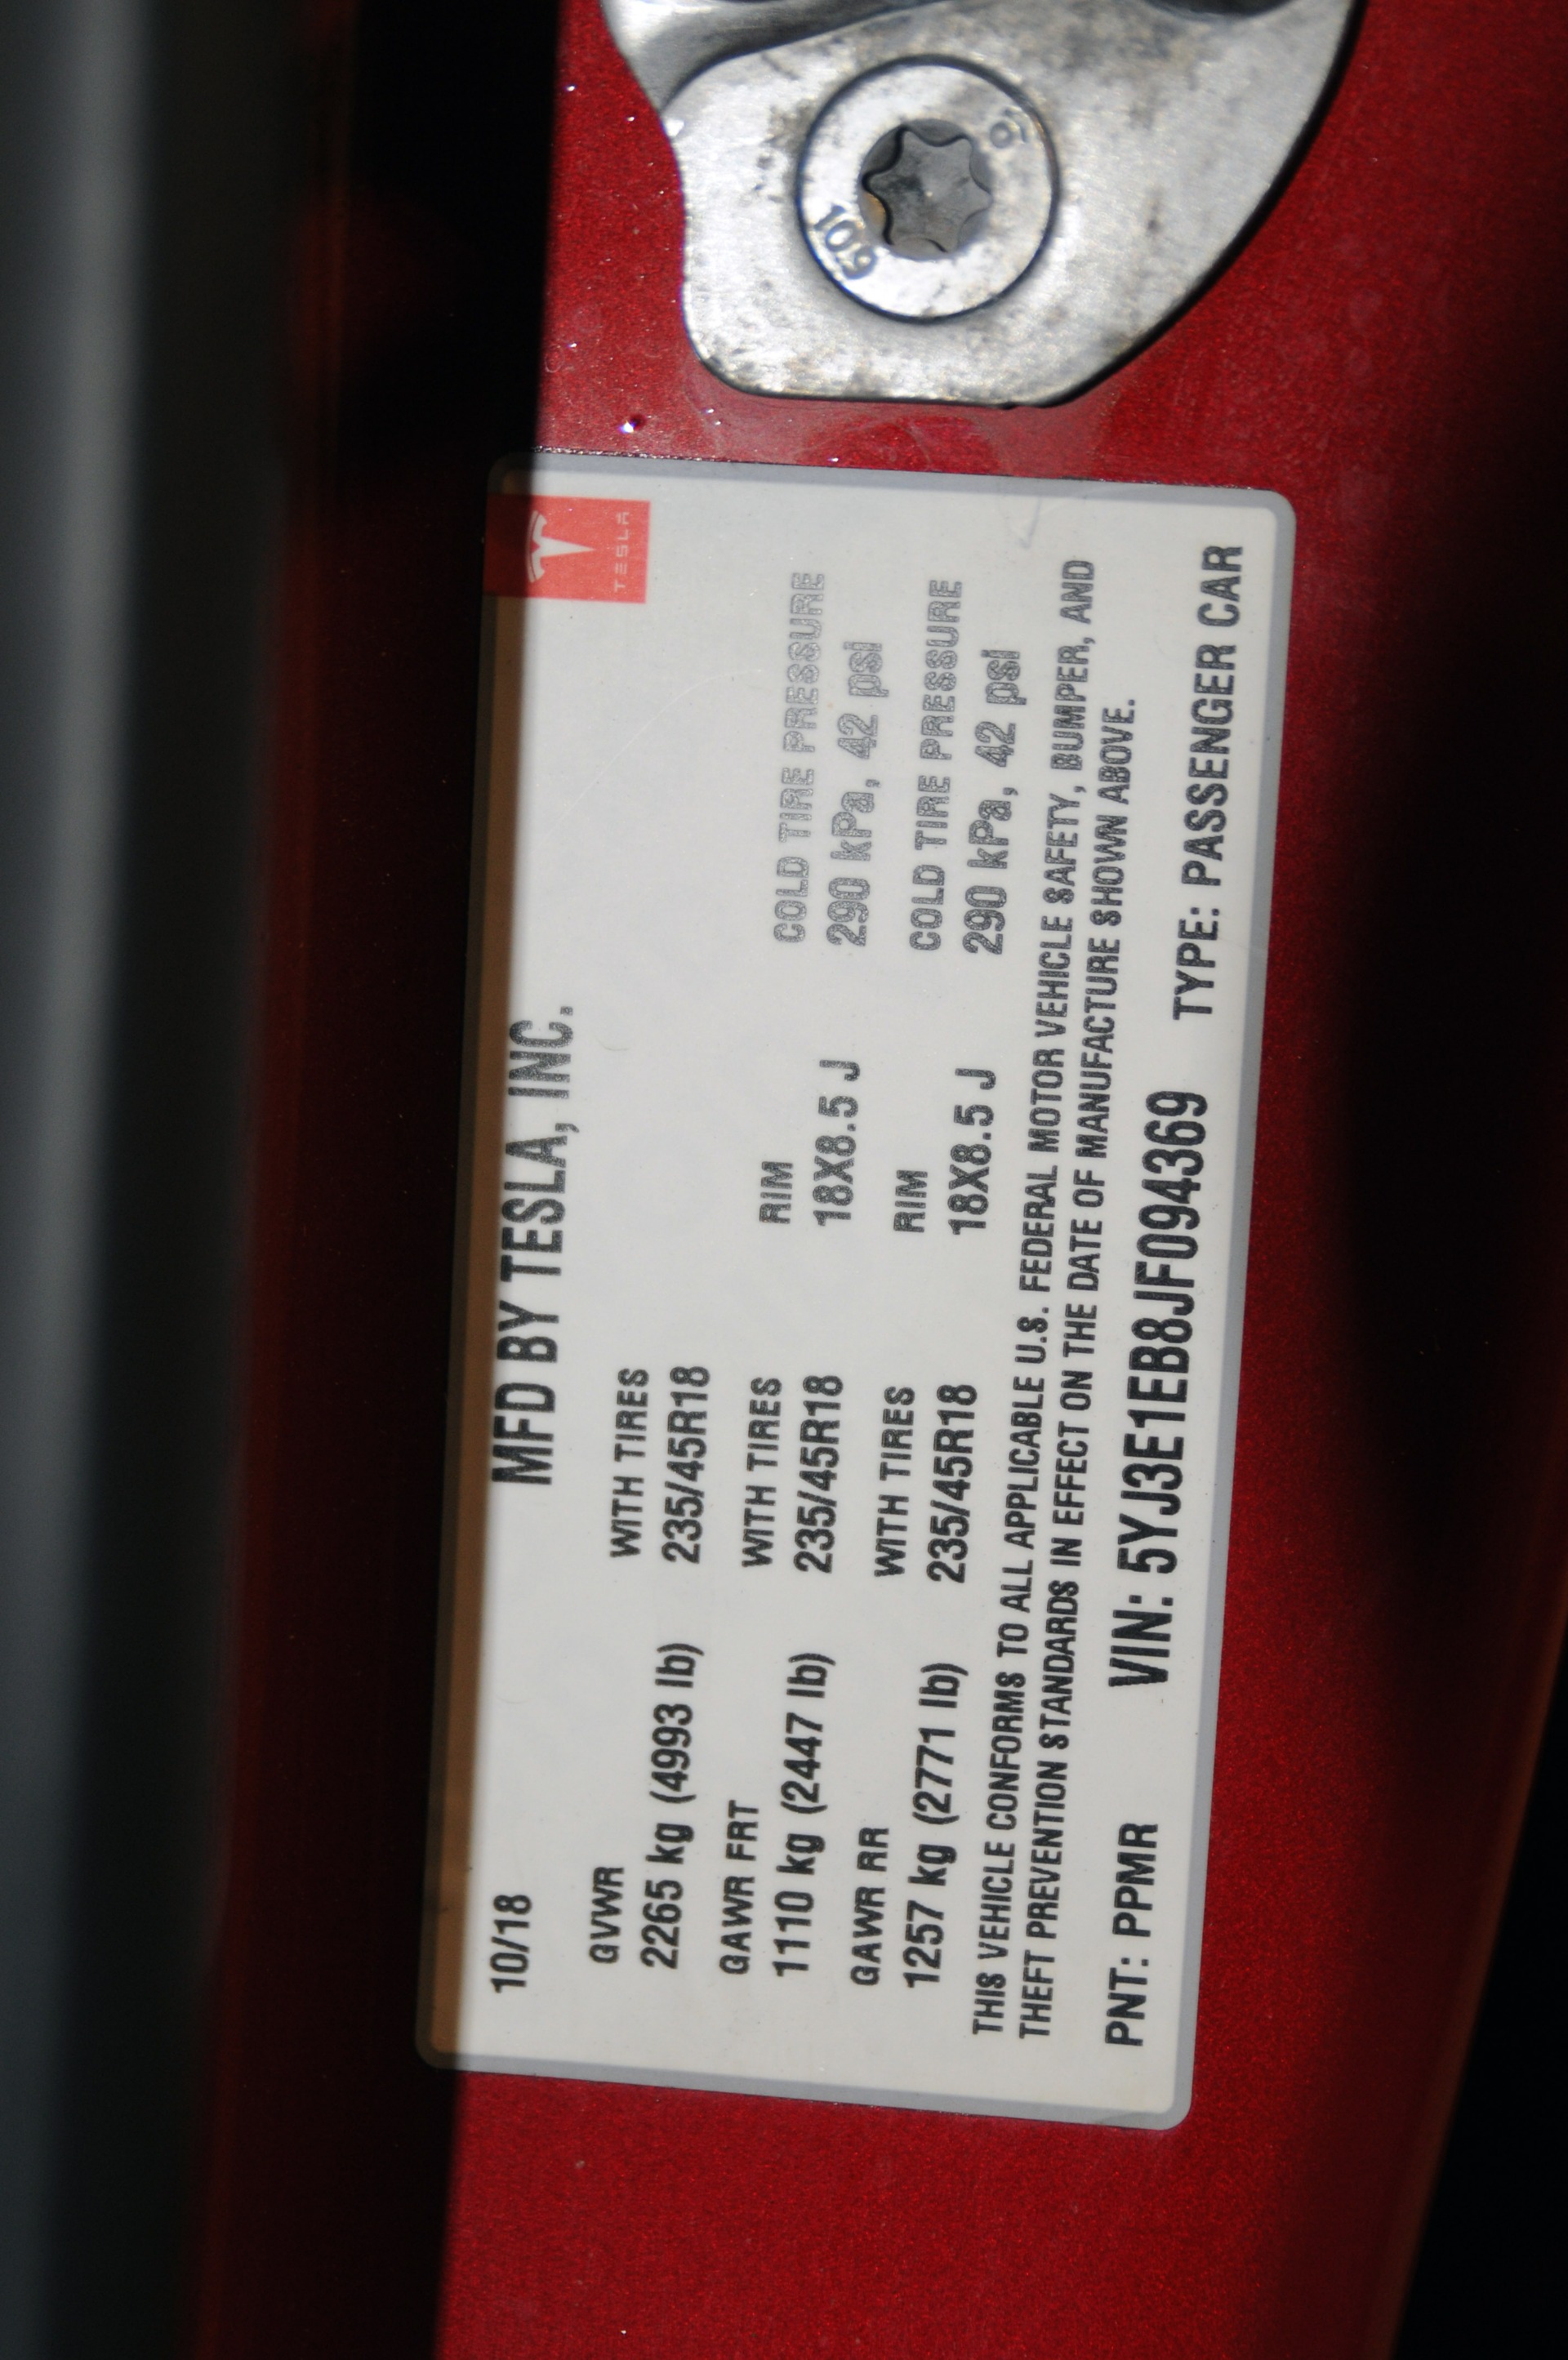 10.9
TESLA
10/18 MFD BY TESLA, INC.
GVWR WITH TIRES
2265 kg (4993 lb) 235/45R18
GAWR FRT WITH TIRES RIM COLD TIRE PRESSURE
1110 kg (2447 lb) 235/45R18 18X8.5 J 290 kPa, 42 psi
GAWR RR WITH TIRES RIM COLD TIRE PRESSURE
1257 kg (2771 lb) 235/45R18 18X8.5 J 290 kPa, 42 psi
THIS VEHICLE CONFORMS TO ALL APPLICABLE U.S. FEDERAL MOTOR VEHICLE SAFETY, BUMPER, AND
THEFT PREVENTION STANDARDS IN EFFECT ON THE DATE OF MANUFACTURE SHOWN ABOVE.
PNT: PPMR VIN: 5YJ3E1EB8JF094369 TYPE: PASSENGER CAR